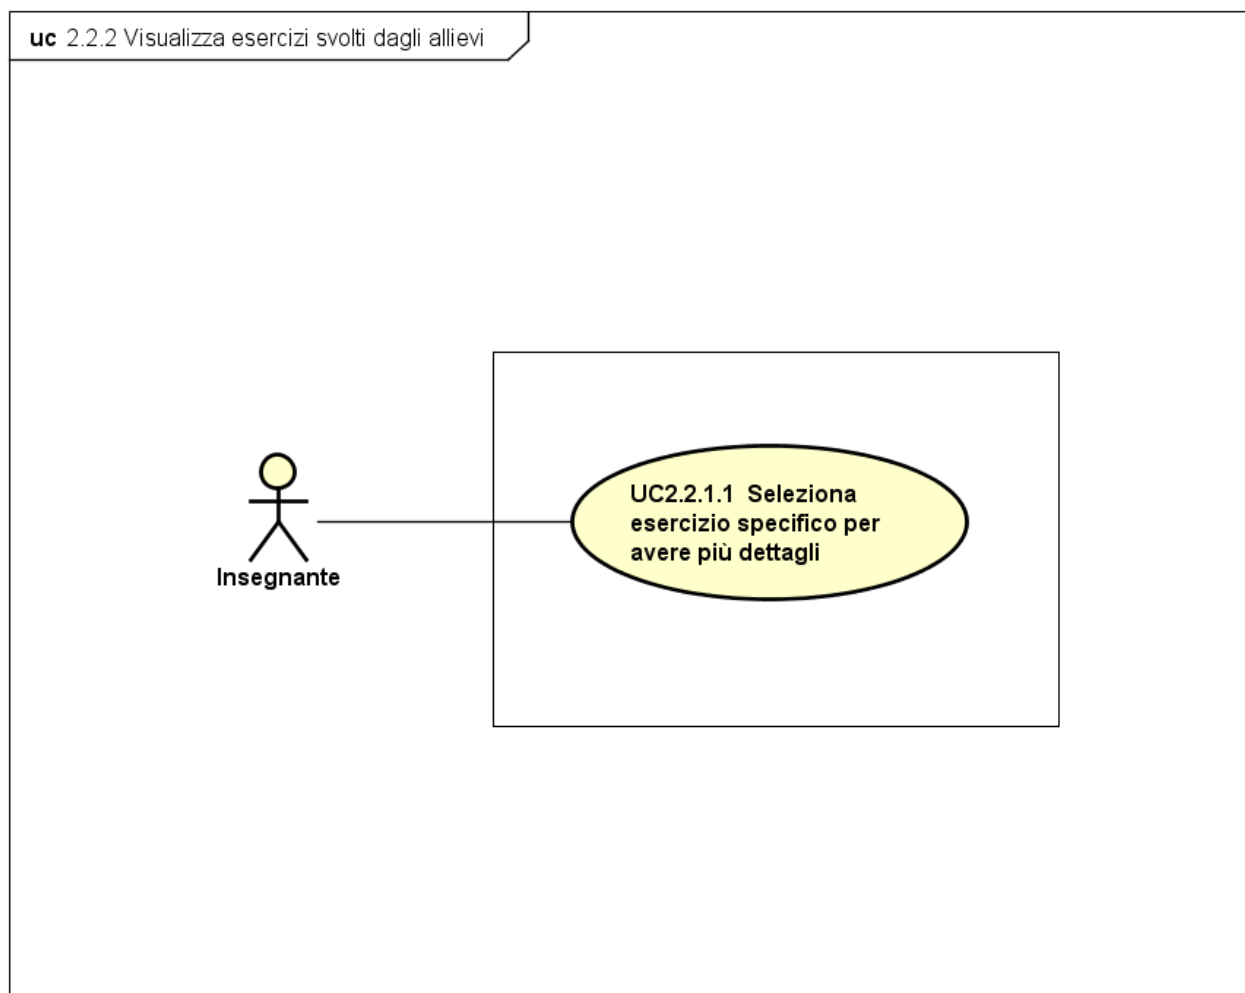 uc 2.2.2 Visualizza esercizi svolti dagli allievi
UC2.2.1.1 Seleziona
esercizio specifico per
avere più dettagli
Insegnante